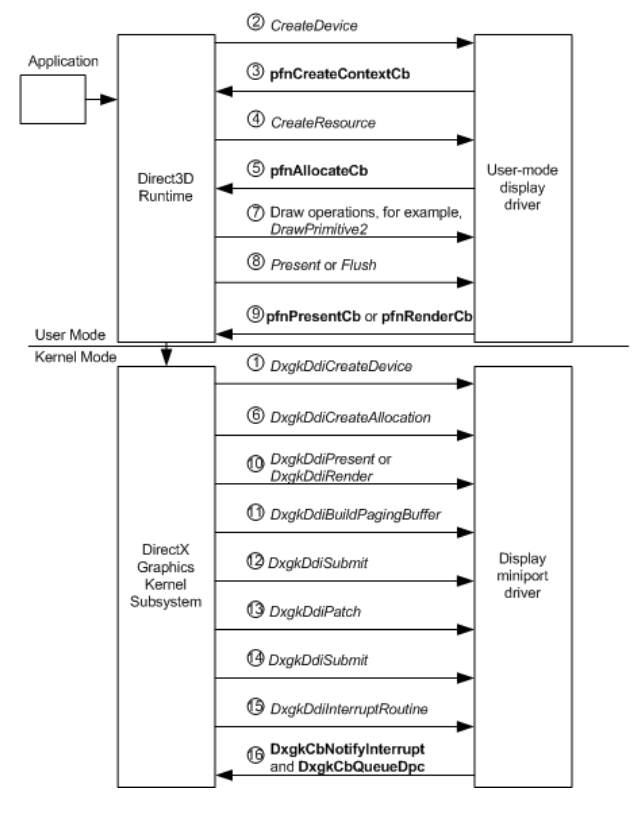 ② CreateDevice
Application
③ pfnCreateContextCb
④ CreateResource
⑤ pfnAllocateCb
Direct3D
Runtime
User-mode
display
driver
⑦ Draw operations, for example,
DrawPrimitive2
⑧ Present or Flush
⑨ pfnPresentCb or pfnRenderCb
User Mode
Kernel Mode
① DxgkDdiCreateDevice
⑥ DxgkDdiCreateAllocation
⑩ DxgkDdiPresent or
DxgkDdiRender
⑪ DxgkDdiBuildPagingBuffer
DirectX
Graphics
Kernel
Subsystem
Display
miniport
driver
⑫ DxgkDdiSubmit
⑬ DxgkDdiPatch
⑭ DxgkDdiSubmit
⑮ DxgkDdiInterruptRoutine
⑯ DxgkCbNotifyInterrupt
and DxgkCbQueueDpc